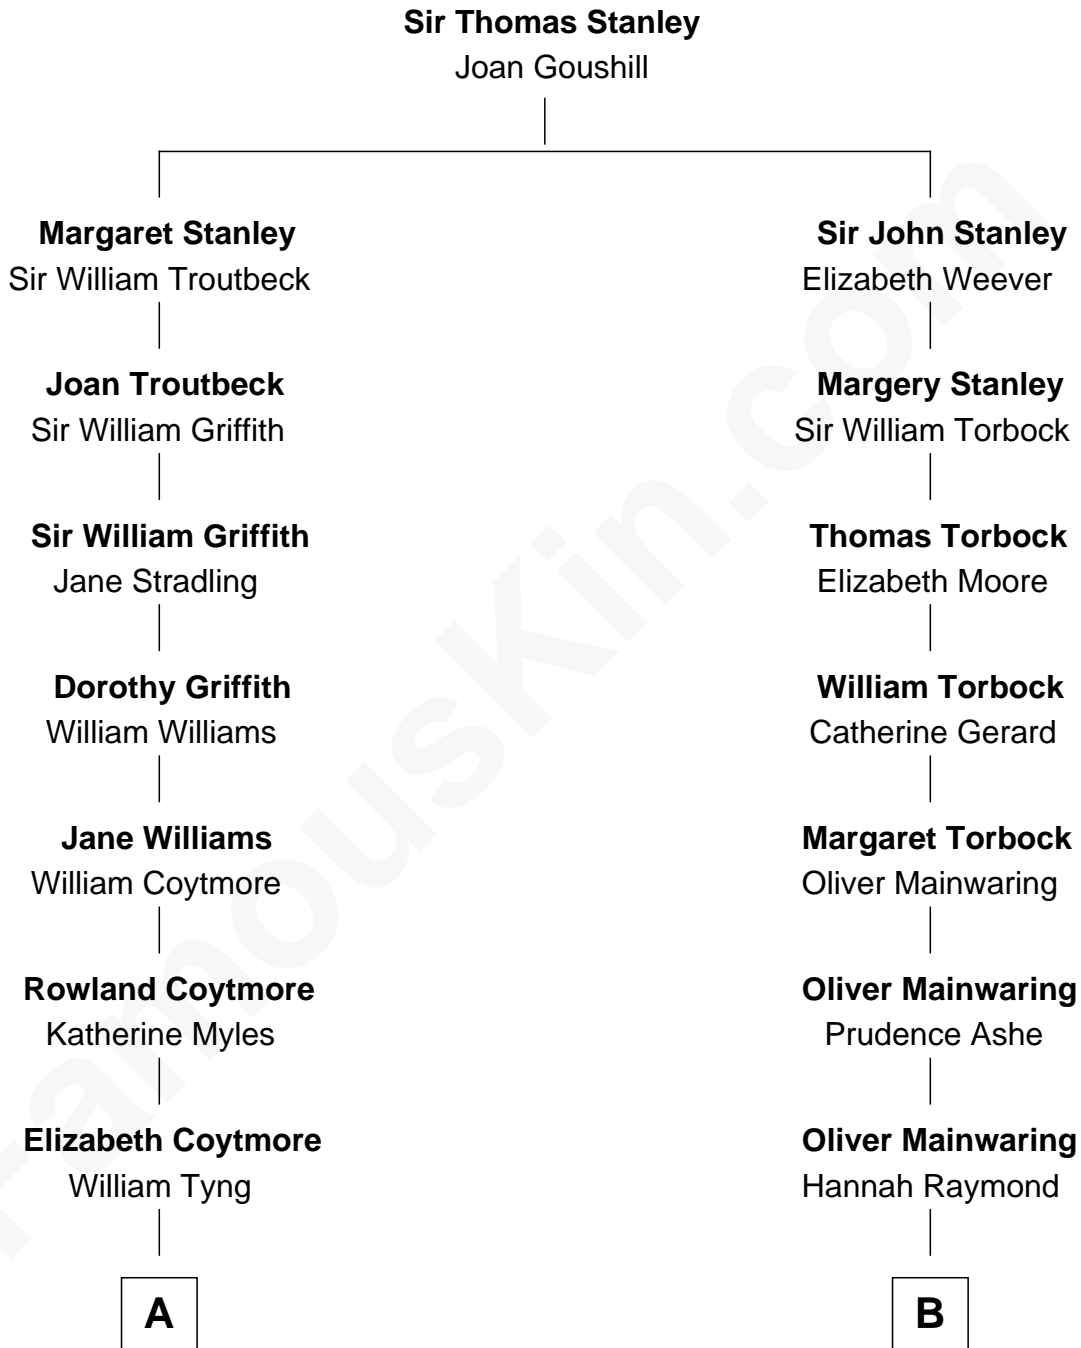 Sir Thomas Stanley
Joan Goushill
Margaret Stanley
Sir William Troutbeck
Sir John Stanley
Elizabeth Weever
Joan Troutbeck
Sir William Griffith
Margery Stanley
Sir William Torbock
Sir William Griffith
Jane Stradling
Thomas Torbock
Elizabeth Moore
Dorothy Griffith
William Williams
William Torbock
Catherine Gerard
Jane Williams
William Coytmore
Margaret Torbock
Oliver Mainwaring
Rowland Coytmore
Katherine Myles
Oliver Mainwaring
Prudence Ashe
Elizabeth Coytmore
William Tyng
Oliver Mainwaring
Hannah Raymond
A
B
FamousKin.com